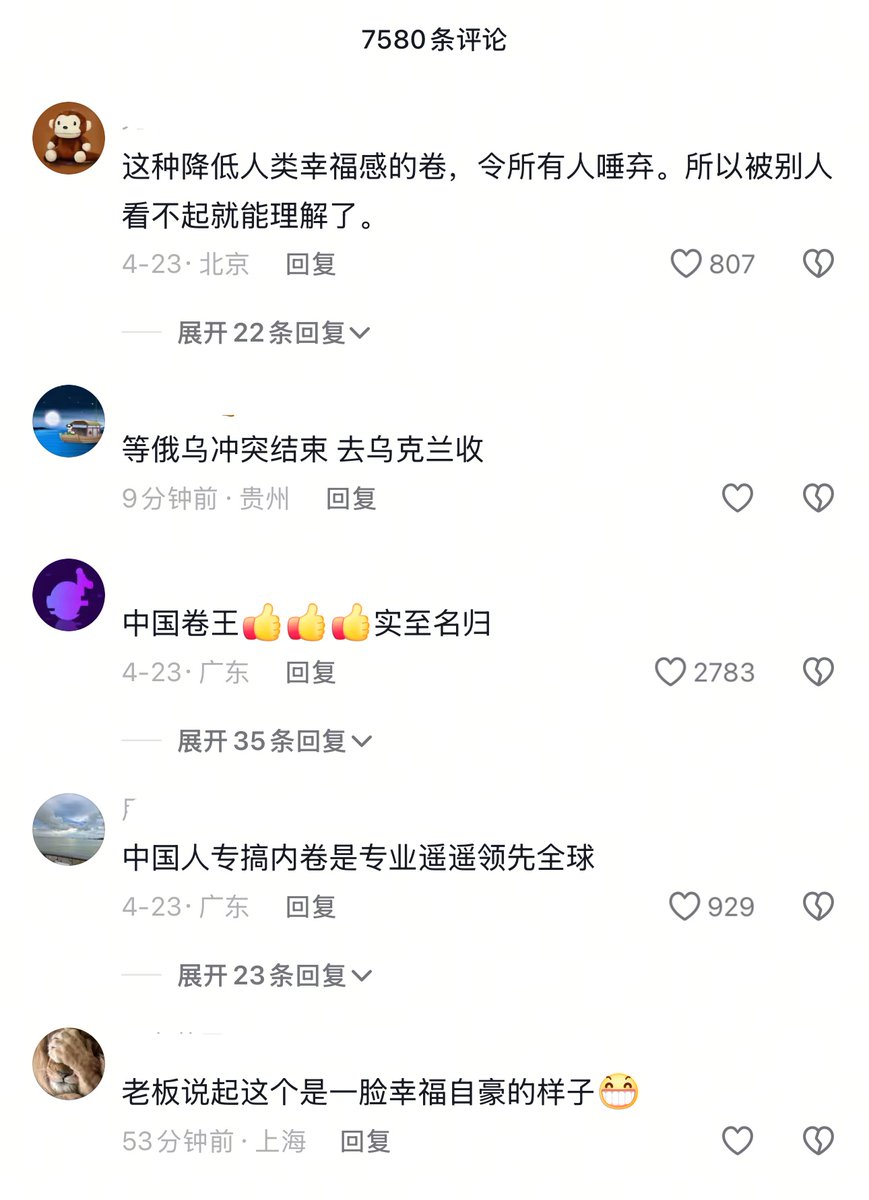 7580条评论
这种降低人类幸福感的卷，令所有人唾弃。所以被别人
看不起就能理解了。
4-23· 北京 回复 807
展开22条回复
等俄乌冲突结束 去乌克兰收
9分钟前 · 贵州 回复
中国卷王👍👍👍实至名归
4-23· 广东 回复 2783
展开35条回复
中国人专搞内卷是专业遥遥领先全球
4-23· 广东 回复 929
展开23条回复
老板说起这个是一脸幸福自豪的样子😁
53分钟前 · 上海 回复